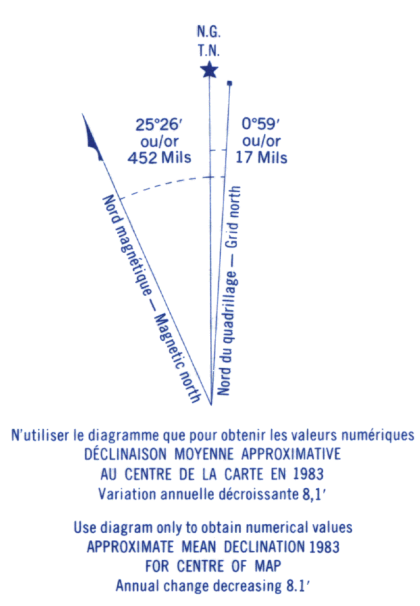 N.G.
T.N.
25°26′
ou/or
452 Mils
0°59′
ou/or
17 Mils
Nord magnétique — Magnetic north
Nord du quadrillage — Grid north
N'utiliser le diagramme que pour obtenir les valeurs numériques
DÉCLINAISON MOYENNE APPROXIMATIVE
AU CENTRE DE LA CARTE EN 1983
Variation annuelle décroissante 8,1′
Use diagram only to obtain numerical values
APPROXIMATE MEAN DECLINATION 1983
FOR CENTRE OF MAP
Annual change decreasing 8.1′